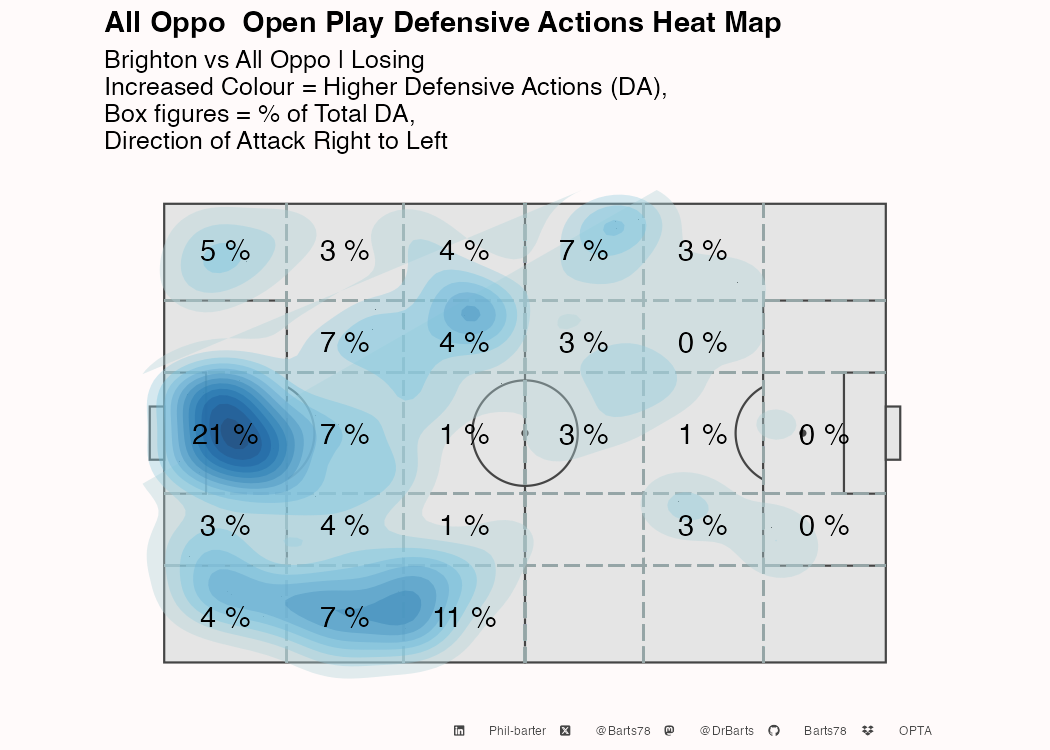 All Oppo  Open Play Defensive Actions Heat Map
Brighton vs All Oppo | Losing
Increased Colour = Higher Defensive Actions (DA),
Box figures = % of Total DA,
Direction of Attack Right to Left
5 % 3 % 4 % 7 % 3 %
7 % 4 % 3 % 0 %
21 % 7 % 1 % 3 % 1 % 0 %
3 % 4 % 1 % 3 % 0 %
4 % 7 % 11 %
Phil-barter @Barts78 @DrBarts Barts78 OPTA